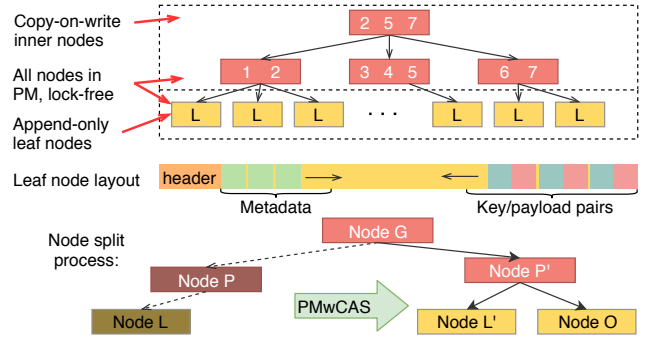 Copy-on-write
inner nodes
2 5 7
All nodes in
PM, lock-free
1 2
3 4 5
6 7
Append-only
leaf nodes
L
L
L
· · ·
L
L
L
Leaf node layout
header
Metadata
Key/payload pairs
Node split
process:
Node G
Node P
Node P'
Node L
PMwCAS
Node L'
Node O